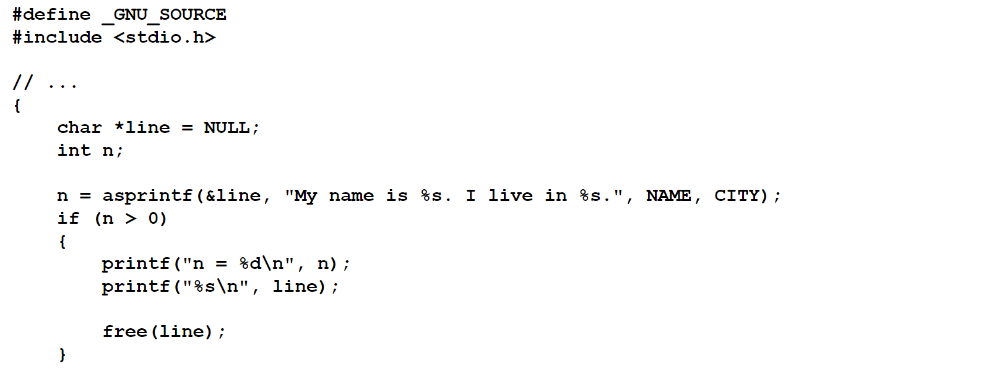 #define _GNU_SOURCE
#include <stdio.h>

// ...
{
    char *line = NULL;
    int n;

    n = asprintf(&line, "My name is %s. I live in %s.", NAME, CITY);
    if (n > 0)
    {
        printf("n = %d\n", n);
        printf("%s\n", line);

        free(line);
    }